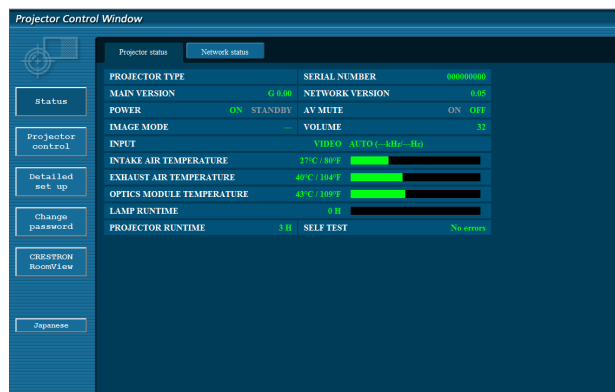 Projector Control Window
Projector status
Network status
Status
Projector control
Detailed set up
Change password
CRESTRON RoomView
Japanese
PROJECTOR TYPE
SERIAL NUMBER 000000000
MAIN VERSION G 0.00
NETWORK VERSION 0.05
POWER ON STANDBY
AV MUTE ON OFF
IMAGE MODE ---
VOLUME 32
INPUT VIDEO AUTO (---kHz/---Hz)
INTAKE AIR TEMPERATURE 27°C / 80°F
EXHAUST AIR TEMPERATURE 40°C / 104°F
OPTICS MODULE TEMPERATURE 43°C / 109°F
LAMP RUNTIME 0 H
PROJECTOR RUNTIME 3 H
SELF TEST No errors